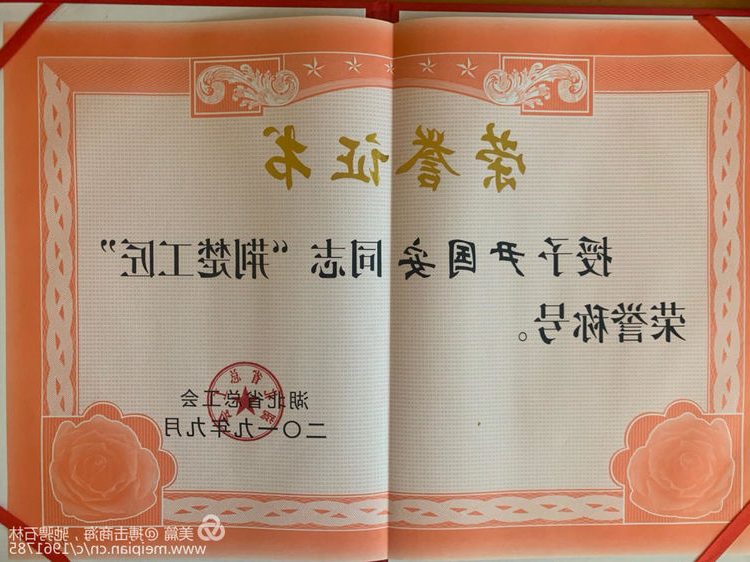 荣誉证书
授予尹国安同志“荆楚工匠”
荣誉称号。
湖北省总工会
二〇一九年九月
美篇@搏击商海，驰骋石林
www.meipian.cn/c/1961785